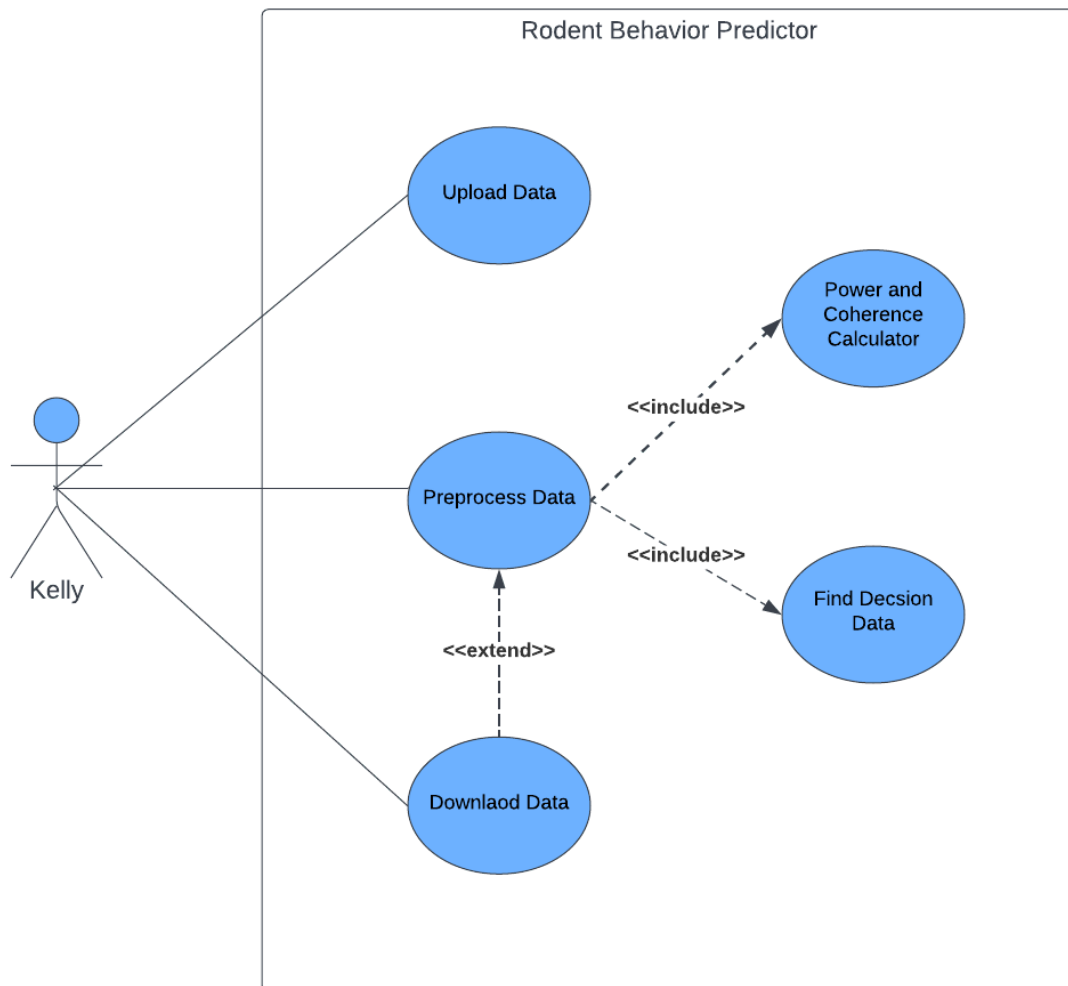 Rodent Behavior Predictor
Upload Data
Power and
Coherence
Calculator
<<include>>
Preprocess Data
<<include>>
Kelly
Find Decsion
Data
<<extend>>
Downlaod Data